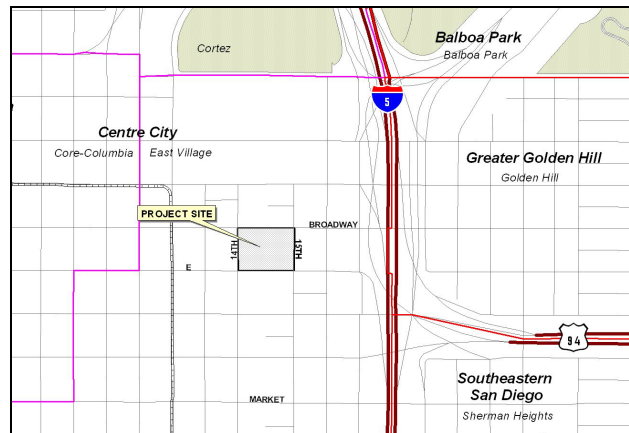 Balboa Park
Balboa Park
Cortez
5
Centre City
Core-Columbia East Village
Greater Golden Hill
Golden Hill
PROJECT SITE
BROADWAY
14TH
15TH
E
94
Southeastern
San Diego
Sherman Heights
MARKET